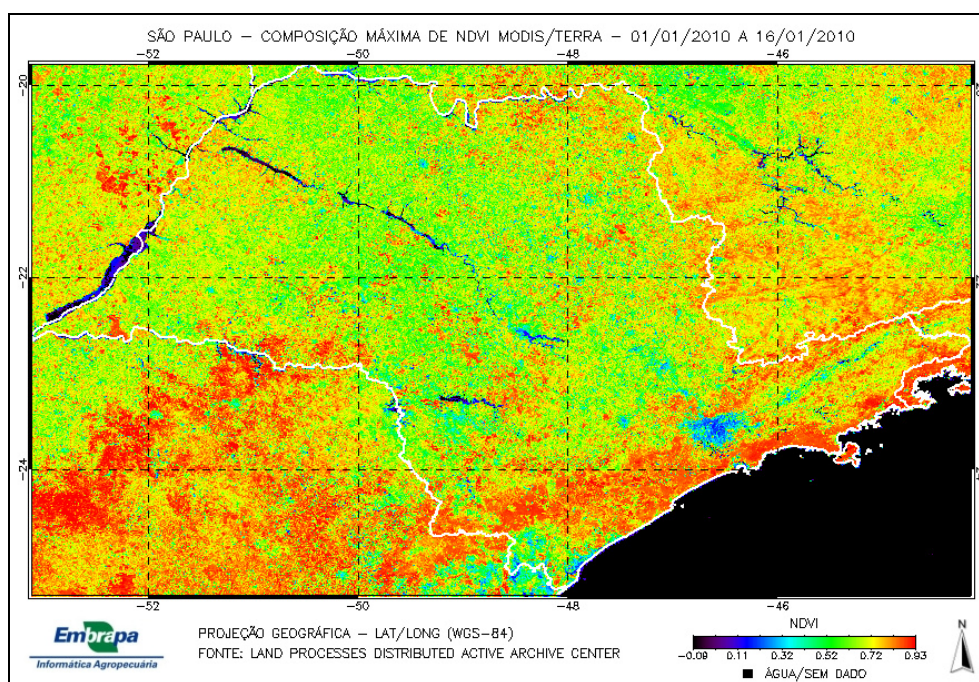 SÃO PAULO – COMPOSIÇÃO MÁXIMA DE NDVI MODIS/TERRA – 01/01/2010 A 16/01/2010
-52 -50 -48 -46
-20
-22
-24
-52 -50 -48 -46
Embrapa
Informática Agropecuária
PROJEÇÃO GEOGRÁFICA – LAT/LONG (WGS-84)
FONTE: LAND PROCESSES DISTRIBUTED ACTIVE ARCHIVE CENTER
NDVI
-0.09 0.11 0.32 0.52 0.72 0.93
ÁGUA/SEM DADO
N